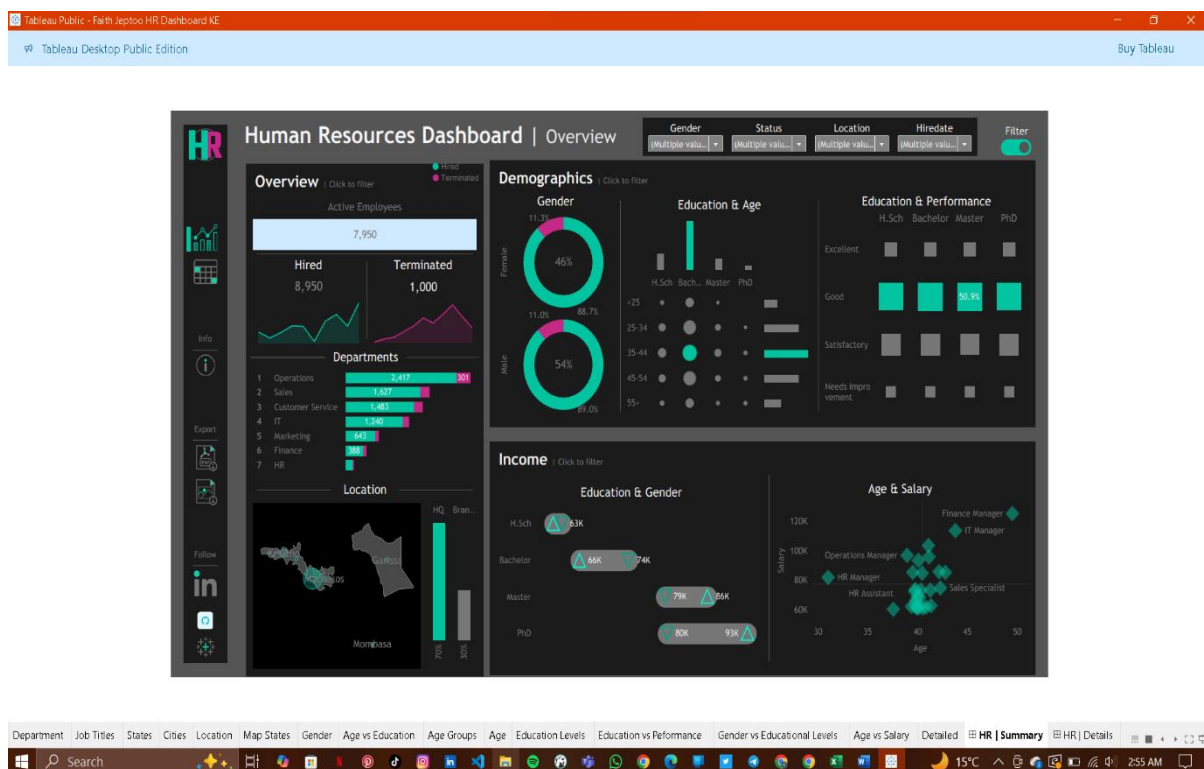 Tableau Public - Faith Jeptoo HR Dashboard KE
Tableau Desktop Public Edition
Buy Tableau
HR
Human Resources Dashboard | Overview
Gender
Status
Location
Hiredate
(Multiple valu...
(Multiple valu...
(Multiple valu...
(Multiple valu...
Filter
Info
Export
Follow
in
Overview | Click to filter
Hired
Terminated
Active Employees
7,950
Hired
Terminated
8,950
1,000
Departments
1 Operations 2,417 301
2 Sales 1,627
3 Customer Service 1,483
4 IT 1,240
5 Marketing 643
6 Finance 388
7 HR
Location
HQ Bran..
Garissa
Mombasa
70% 30%
Demographics | Click to filter
Gender
11.3%
Female
46%
88.7%
11.0%
Male
54%
89.0%
Education & Age
H.Sch Bach.. Master PhD
<25
25-34
35-44
45-54
55+
Education & Performance
H.Sch Bachelor Master PhD
Excellent
Good
50.9%
Satisfactory
Needs Impro
vement
Income | Click to filter
Education & Gender
H.Sch 63K
Bachelor 66K 74K
Master 79K 86K
PhD 80K 93K
Age & Salary
Salary
120K
100K
80K
60K
Finance Manager
IT Manager
Operations Manager
HR Manager
HR Assistant
Sales Specialist
30 35 40 45 50
Age
Department Job Titles States Cities Location Map States Gender Age vs Education Age Groups Age Education Levels Education vs Peformance Gender vs Educational Levels Age vs Salary Detailed HR | Summary HR | Details
Search
15°C
2:55 AM